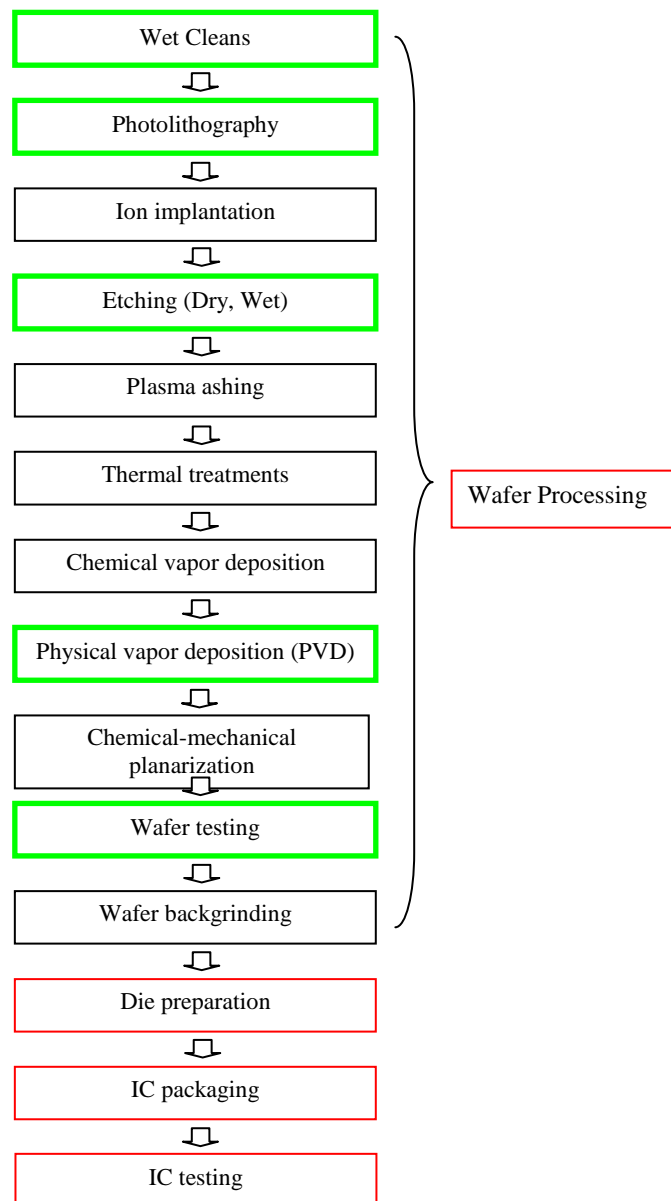 Wet Cleans
Photolithography
Ion implantation
Etching (Dry, Wet)
Plasma ashing
Thermal treatments
Wafer Processing
Chemical vapor deposition
Physical vapor deposition (PVD)
Chemical-mechanical
planarization
Wafer testing
Wafer backgrinding
Die preparation
IC packaging
IC testing